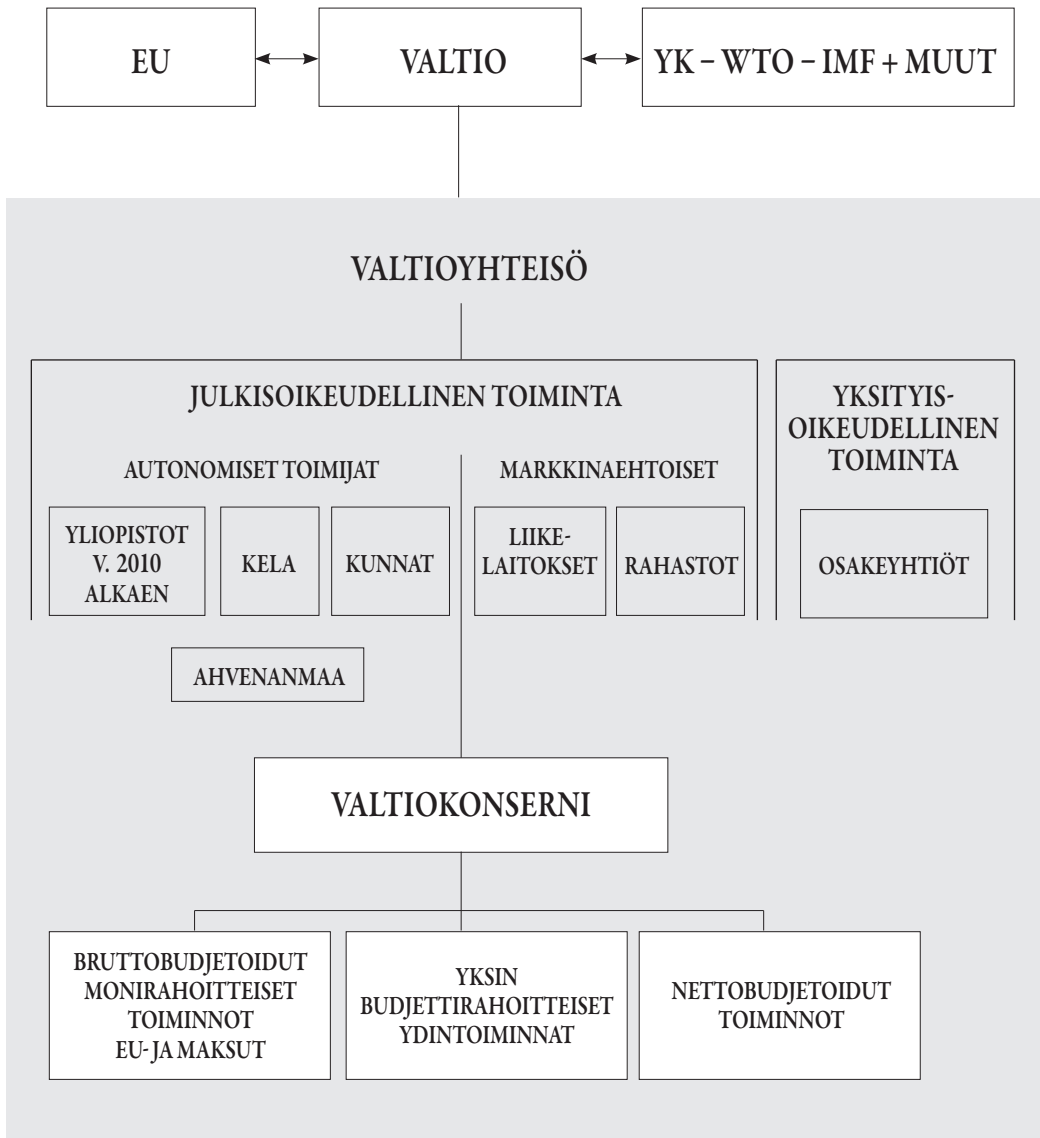 EU
VALTIO
YK – WTO – IMF + MUUT
VALTIOYHTEISÖ
JULKISOIKEUDELLINEN TOIMINTA
AUTONOMISET TOIMIJAT
MARKKINAEHTOISET
YLIOPISTOT
V. 2010
ALKAEN
KELA
KUNNAT
LIIKE-
LAITOKSET
RAHASTOT
YKSITYIS-
OIKEUDELLINEN
TOIMINTA
OSAKEYHTIÖT
AHVENANMAA
VALTIOKONSERNI
BRUTTOBUDJETOIDUT
MONIRAHOITTEISET
TOIMINNOT
EU- JA MAKSUT
YKSIN
BUDJETTIRAHOITTEISET
YDINTOIMINNAT
NETTOBUDJETOIDUT
TOIMINNOT